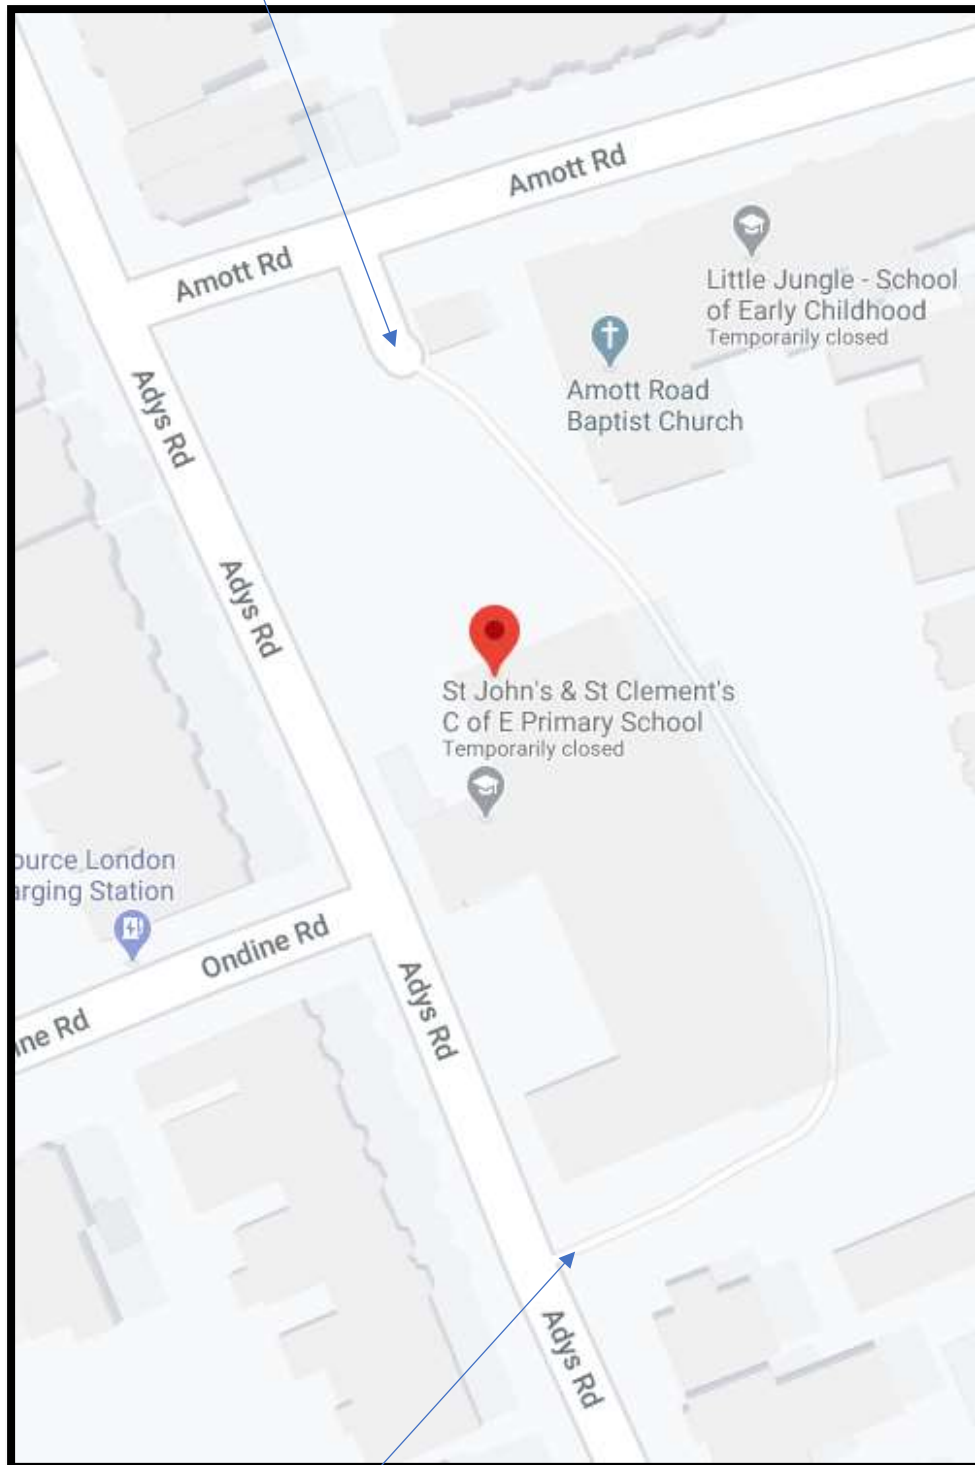 Amott Rd
Amott Rd
Little Jungle - School
of Early Childhood
Temporarily closed
Amott Road
Baptist Church
Adys Rd
Adys Rd
St John's & St Clement's
C of E Primary School
Temporarily closed
ource London
arging Station
Ondine Rd
ine Rd
Adys Rd
Adys Rd